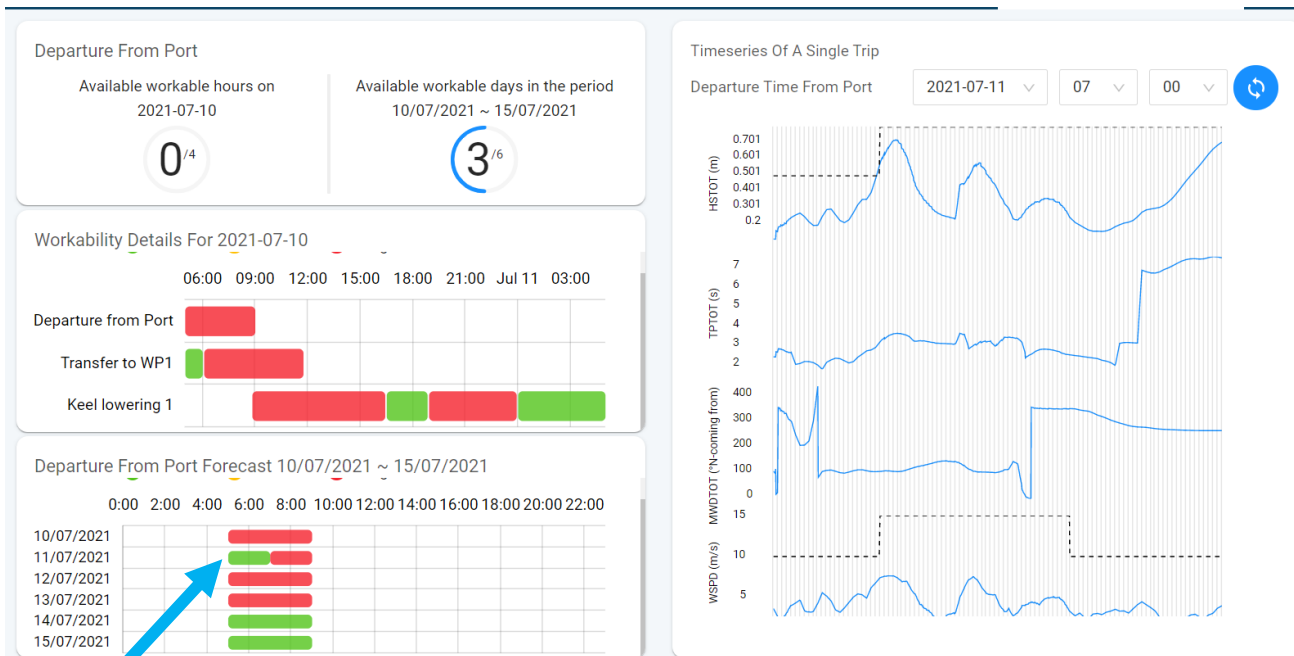 Departure From Port
Available workable hours on
2021-07-10
0/4
Available workable days in the period
10/07/2021 ~ 15/07/2021
3/6
Workability Details For 2021-07-10
06:00 09:00 12:00 15:00 18:00 21:00 Jul 11 03:00
Departure from Port
Transfer to WP1
Keel lowering 1
Departure From Port Forecast 10/07/2021 ~ 15/07/2021
0:00 2:00 4:00 6:00 8:00 10:00 12:00 14:00 16:00 18:00 20:00 22:00
10/07/2021
11/07/2021
12/07/2021
13/07/2021
14/07/2021
15/07/2021
Timeseries Of A Single Trip
Departure Time From Port 2021-07-11 07 00
HSTOT (m)
0.701
0.601
0.501
0.401
0.301
0.2
TPTOT (s)
7
6
5
4
3
2
MWDTOT (°N-coming from)
400
300
200
100
0
WSPD (m/s)
15
10
5